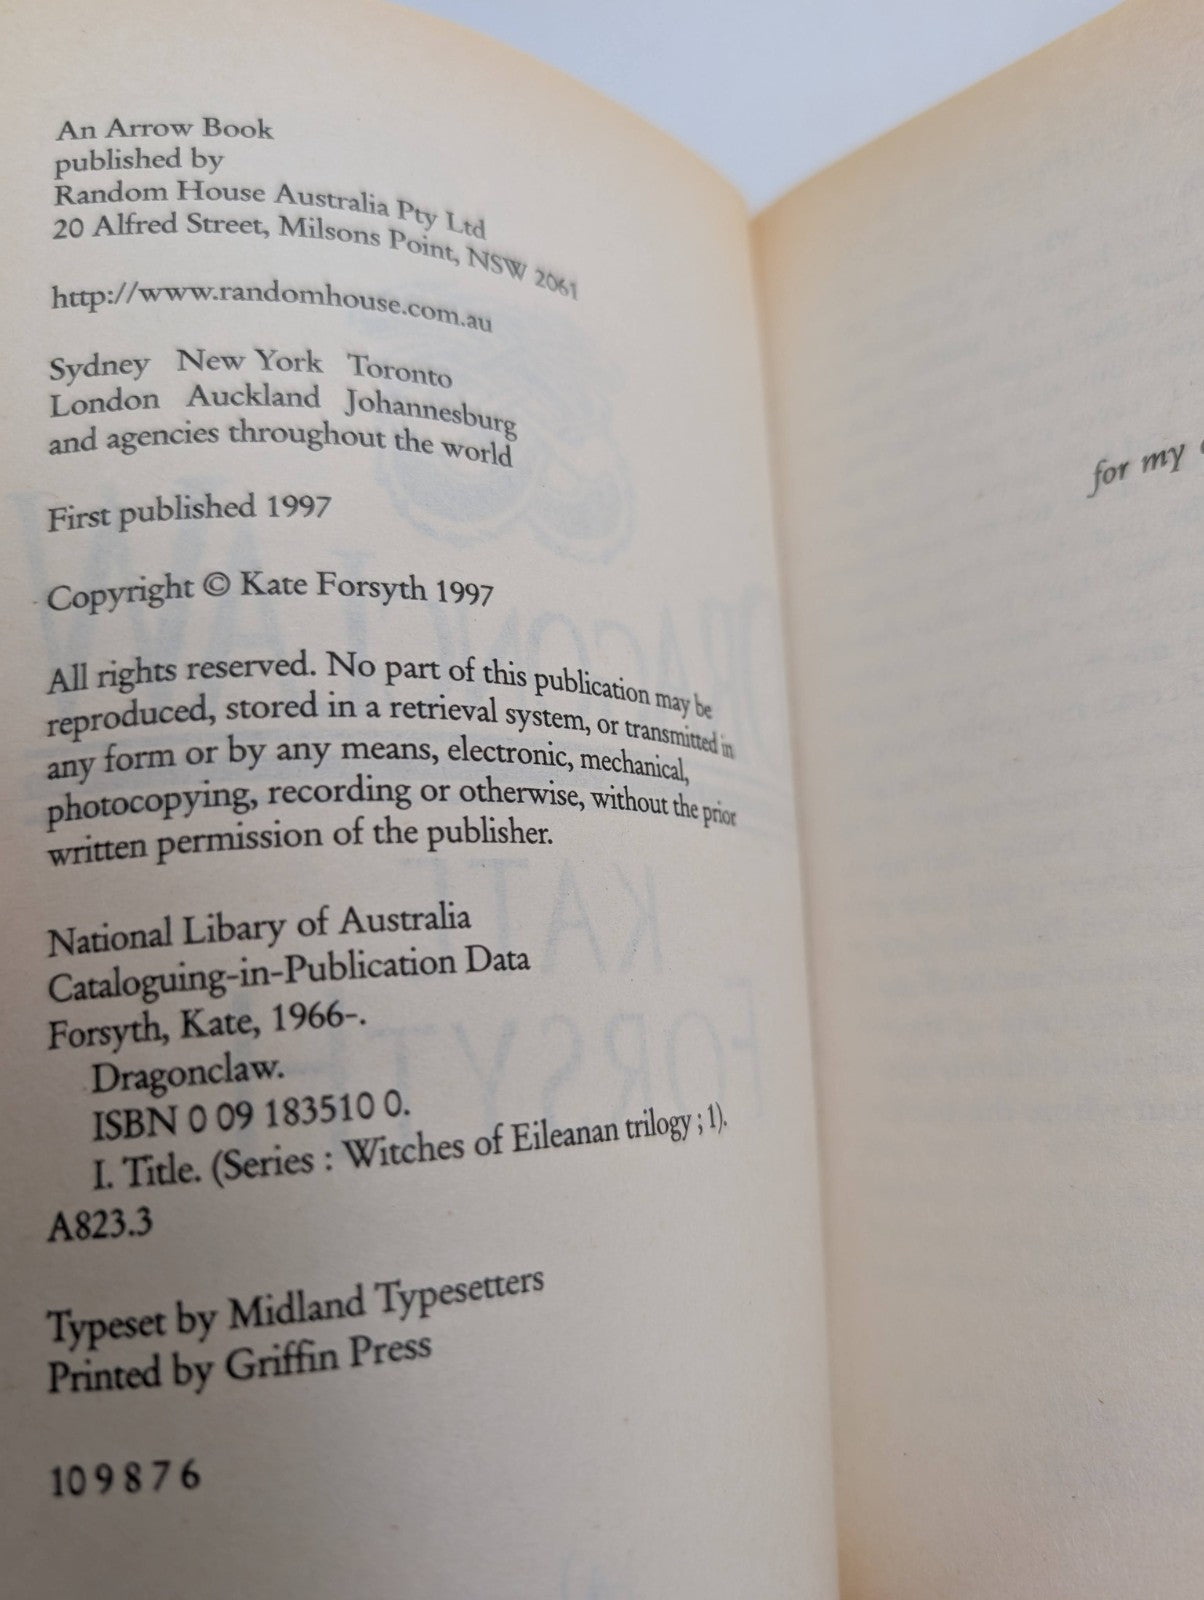 An Arrow Book
published by
Random House Australia Pty Ltd
20 Alfred Street, Milsons Point, NSW 2061
http://www.randomhouse.com.au
Sydney New York Toronto
London Auckland Johannesburg
and agencies throughout the world
First published 1997
Copyright © Kate Forsyth 1997
All rights reserved. No part of this publication may be
reproduced, stored in a retrieval system, or transmitted in
any form or by any means, electronic, mechanical,
photocopying, recording or otherwise, without the prior
written permission of the publisher.
National Libary of Australia
Cataloguing-in-Publication Data
Forsyth, Kate, 1966-.
Dragonclaw.
ISBN 0 09 183510 0.
I. Title. (Series : Witches of Eileanan trilogy ; 1).
A823.3
Typeset by Midland Typesetters
Printed by Griffin Press
10 9 8 7 6
for my